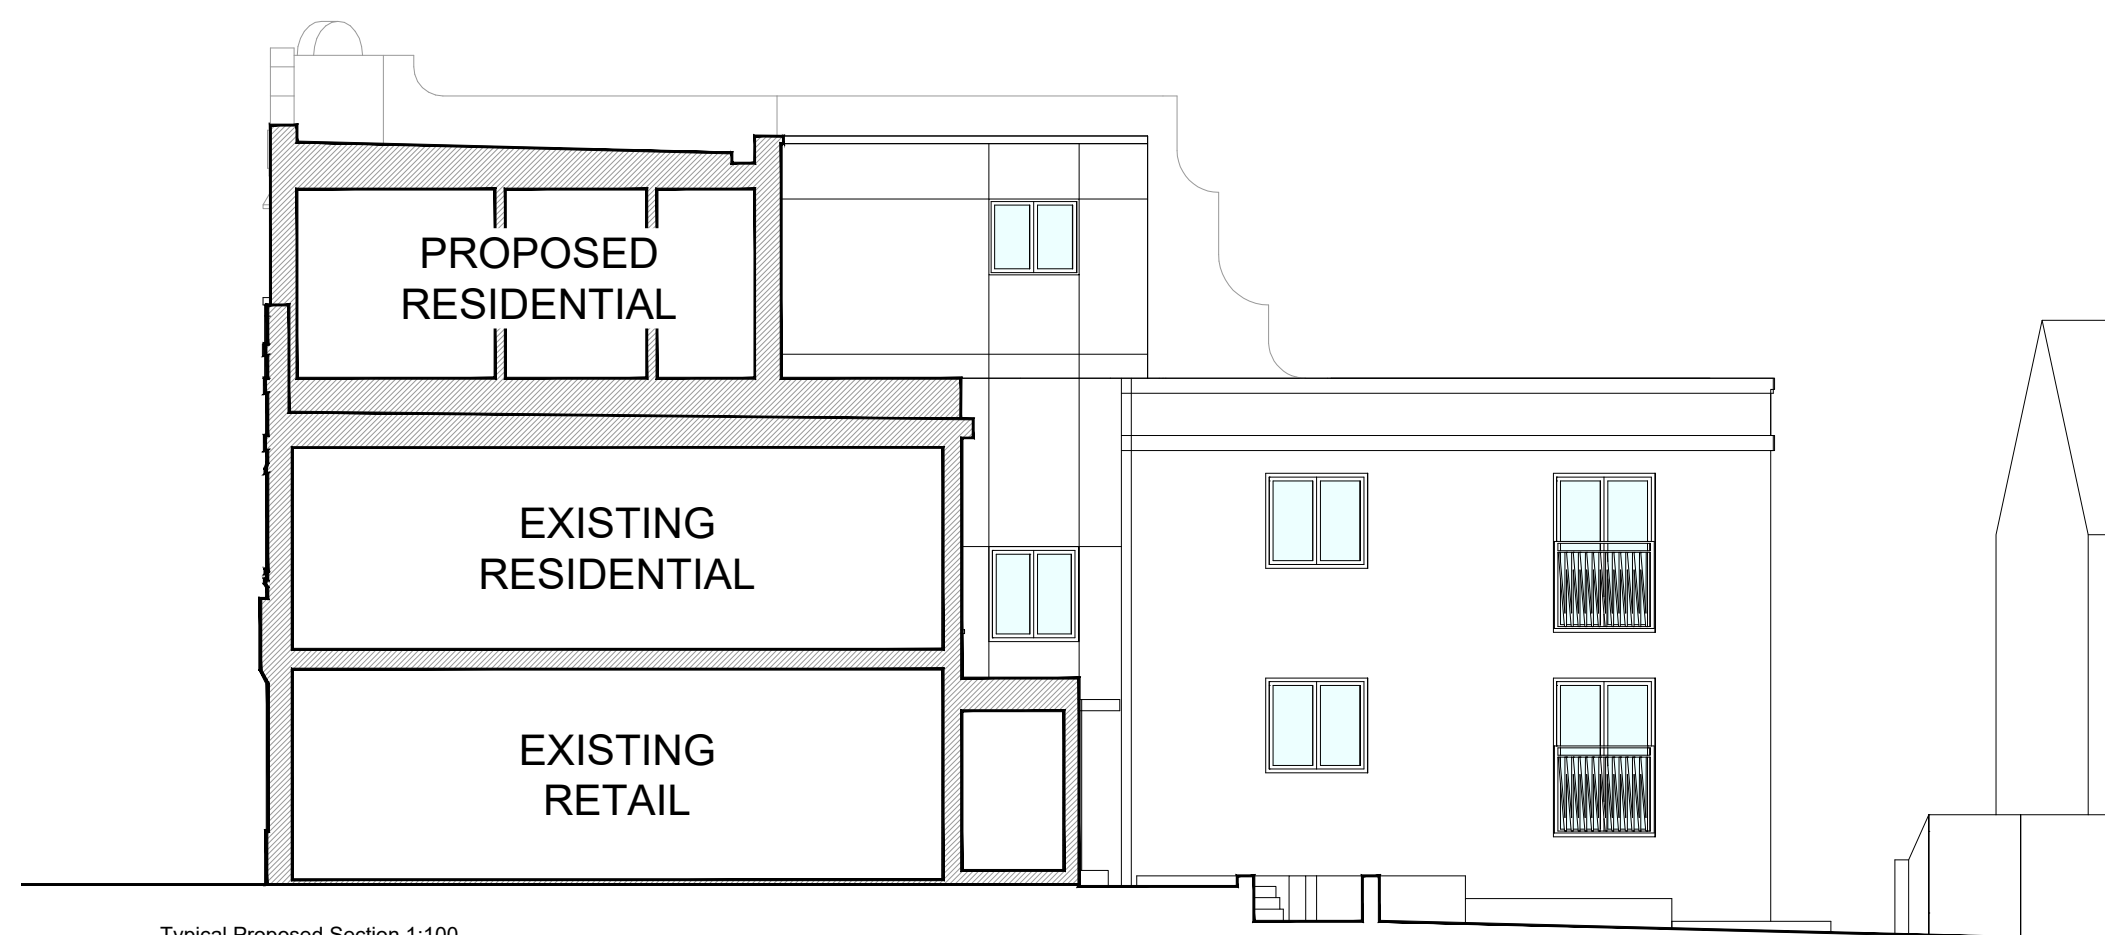 PROPOSED
RESIDENTIAL
EXISTING
RESIDENTIAL
EXISTING
RETAIL
Typical Proposed Section 1:100